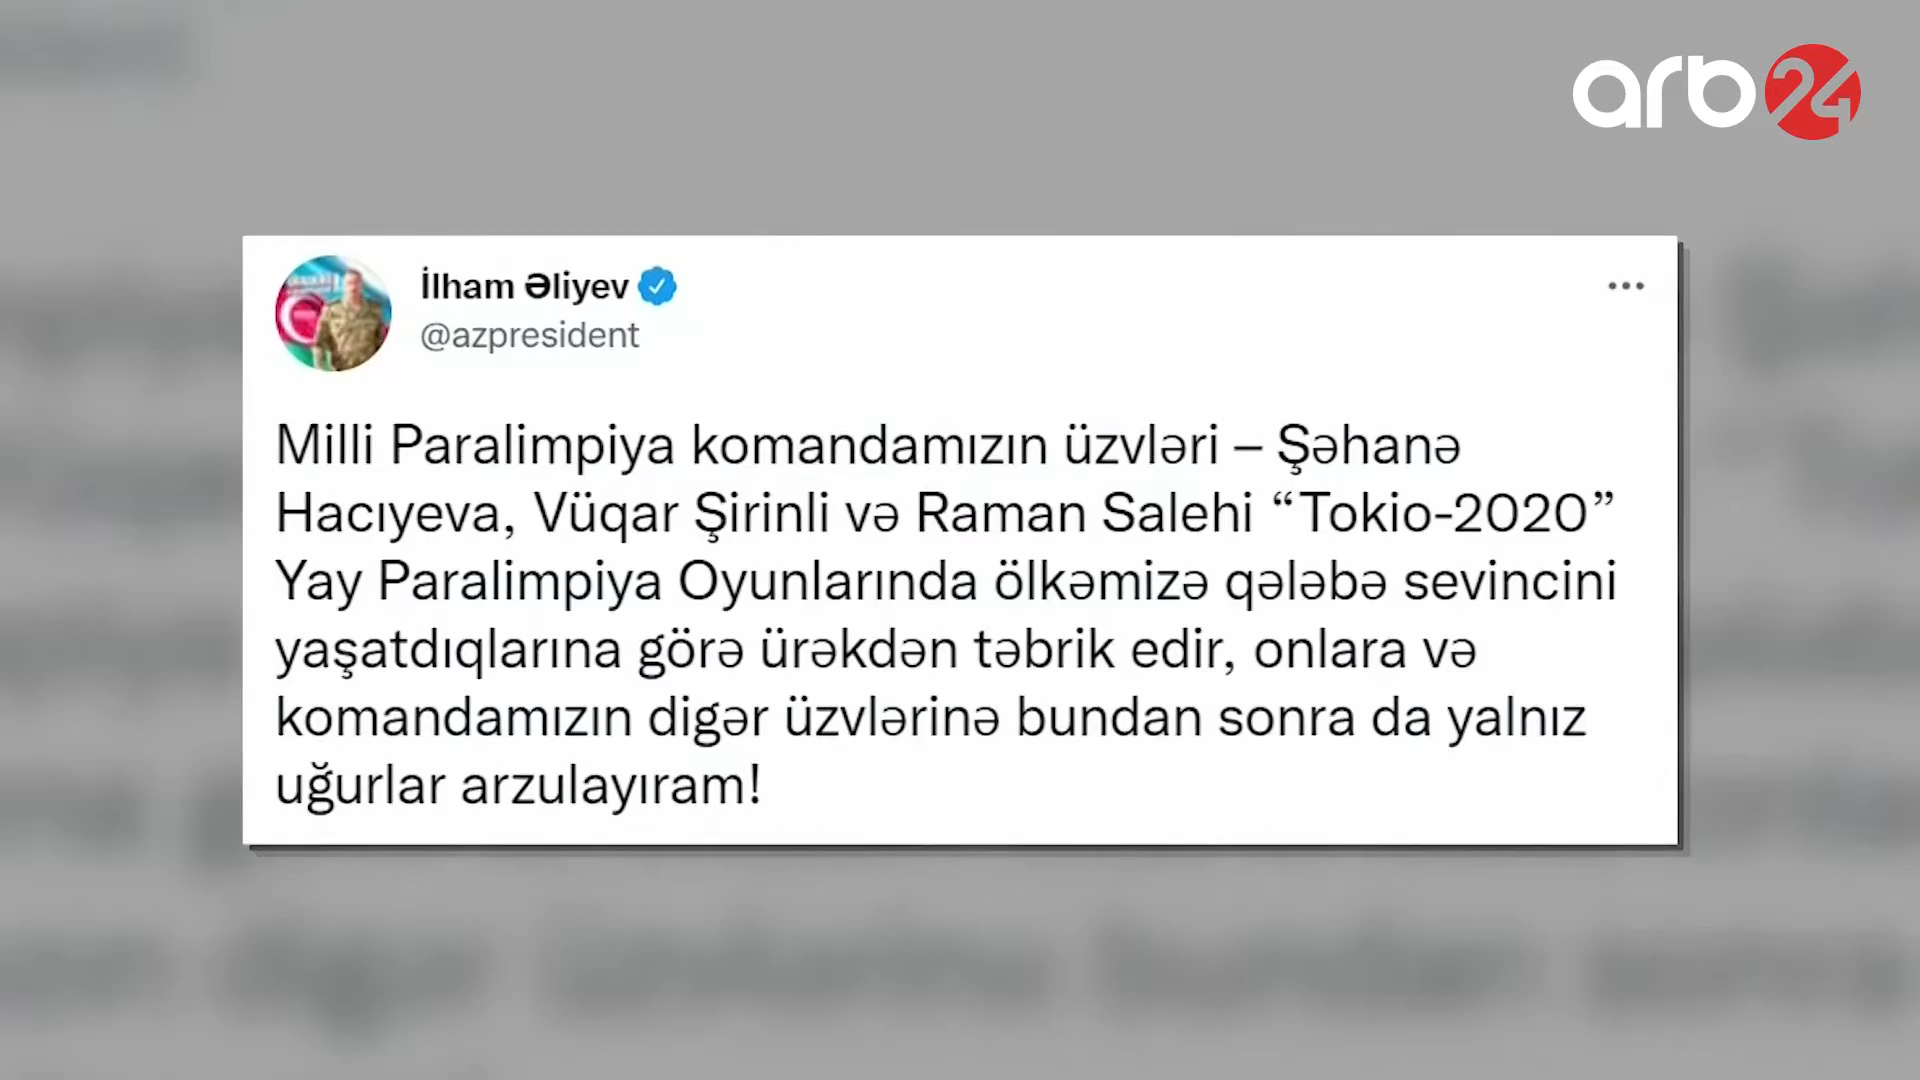 arb24
İlham Əliyev
@azpresident
Milli Paralimpiya komandamızın üzvləri – Şəhanə
Hacıyeva, Vüqar Şirinli və Raman Salehi “Tokio-2020”
Yay Paralimpiya Oyunlarında ölkəmizə qələbə sevincini
yaşatdıqlarına görə ürəkdən təbrik edir, onlara və
komandamızın digər üzvlərinə bundan sonra da yalnız
uğurlar arzulayıram!